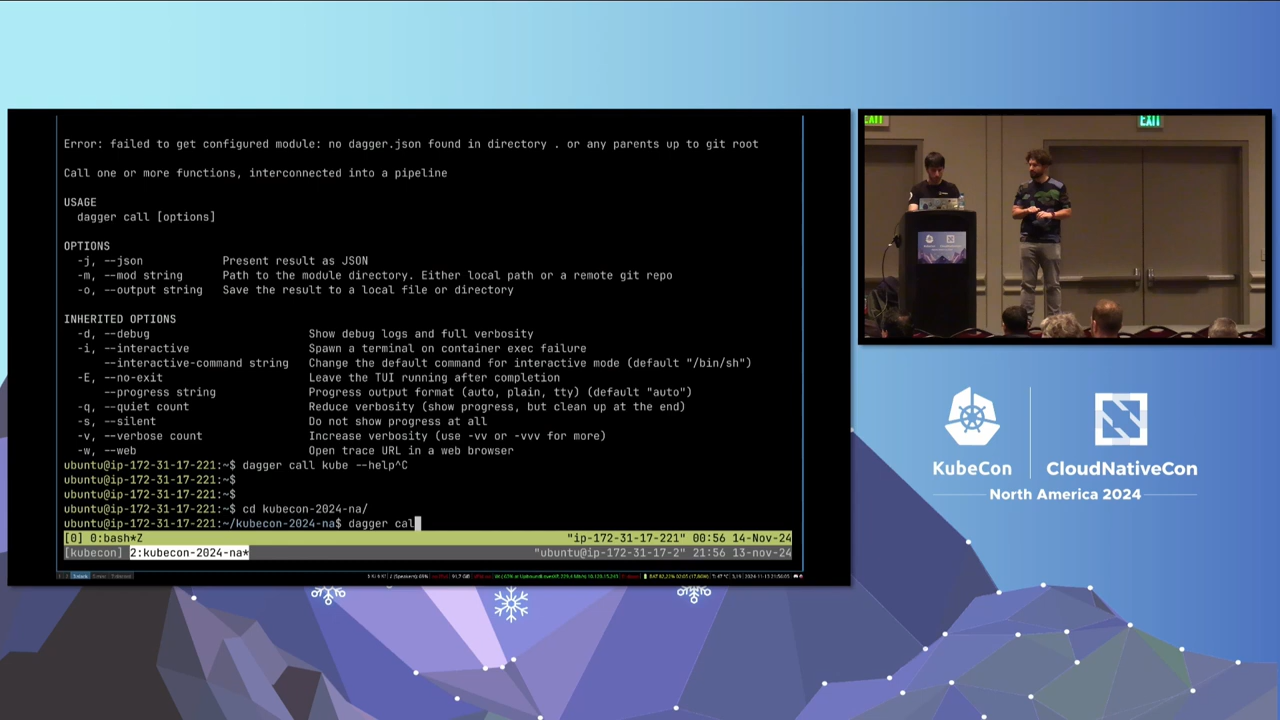 Error: failed to get configured module: no dagger.json found in directory . or any parents up to git root
Call one or more functions, interconnected into a pipeline
USAGE
dagger call [options]
OPTIONS
-j, --json Present result as JSON
-m, --mod string Path to the module directory. Either local path or a remote git repo
-o, --output string Save the result to a local file or directory
INHERITED OPTIONS
-d, --debug Show debug logs and full verbosity
-i, --interactive Spawn a terminal on container exec failure
--interactive-command string Change the default command for interactive mode (default "/bin/sh")
-E, --no-exit Leave the TUI running after completion
--progress string Progress output format (auto, plain, tty) (default "auto")
-q, --quiet count Reduce verbosity (show progress, but clean up at the end)
-s, --silent Do not show progress at all
-v, --verbose count Increase verbosity (use -vv or -vvv for more)
-w, --web Open trace URL in a web browser
ubuntu@ip-172-31-17-221:~$ dagger call kube --help^C
ubuntu@ip-172-31-17-221:~$
ubuntu@ip-172-31-17-221:~$
ubuntu@ip-172-31-17-221:~$ cd kubecon-2024-na/
ubuntu@ip-172-31-17-221:~/kubecon-2024-na$ dagger cal
[0] 0:bash*Z "ip-172-31-17-221" 00:56 14-Nov-24
[kubecon] 2:kubecon-2024-na* "ubuntu@ip-172-31-17-2" 21:56 13-nov-24
EXIT
EXIT
KubeCon
CloudNativeCon
North America 2024